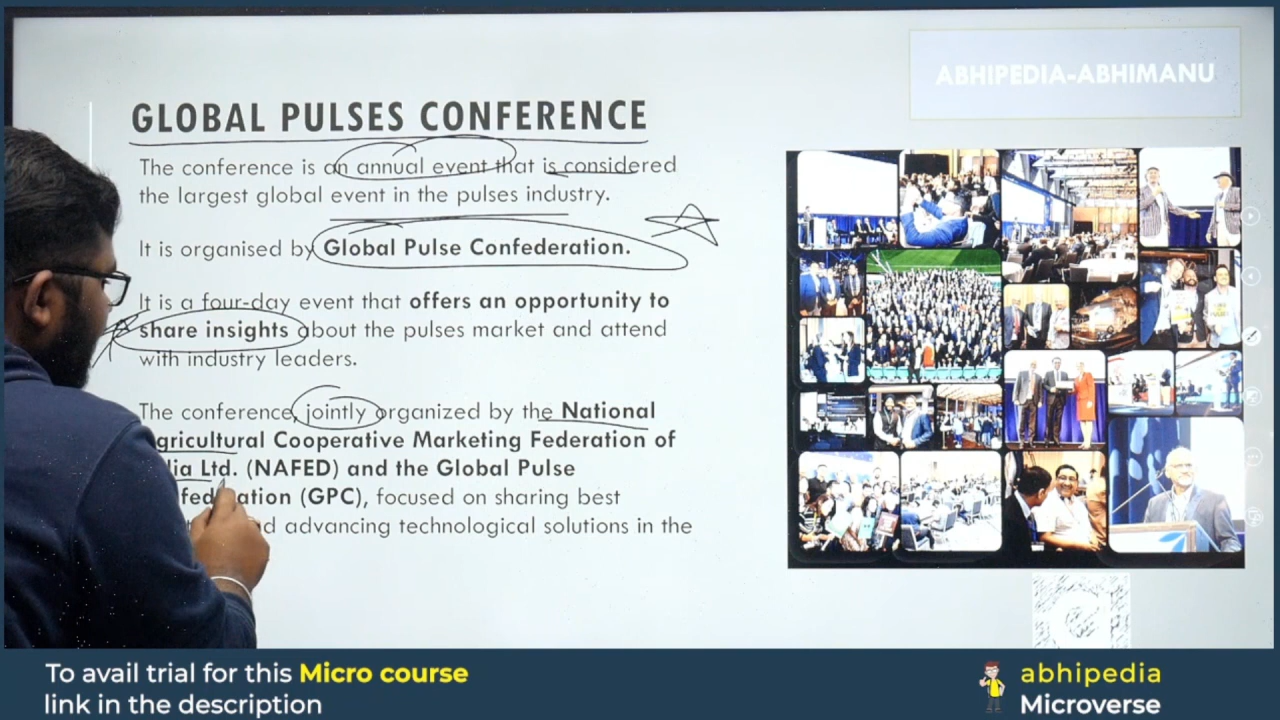 ABHIPEDIA-ABHIMANU
GLOBAL PULSES CONFERENCE
The conference is an annual event that is considered
the largest global event in the pulses industry.
It is organised by Global Pulse Confederation.
It is a four-day event that offers an opportunity to
share insights about the pulses market and attend
with industry leaders.
The conference, jointly organized by the National
Agricultural Cooperative Marketing Federation of
Ltd. (NAFED) and the Global Pulse
(GPC), focused on sharing best
advancing technological solutions in the
To avail trial for this Micro course
link in the description
abhipedia
Microverse